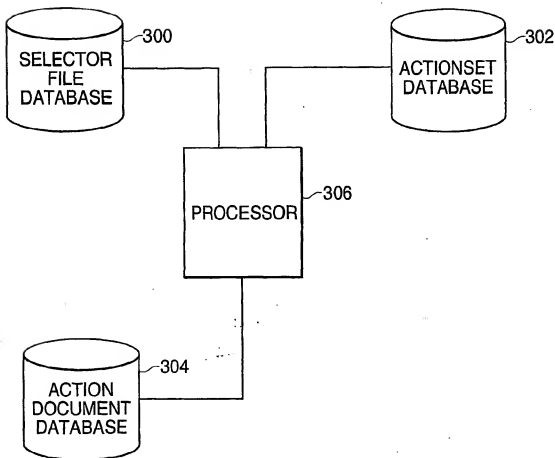 300
SELECTOR
FILE
DATABASE
302
ACTIONSET
DATABASE
PROCESSOR
306
304
ACTION
DOCUMENT
DATABASE